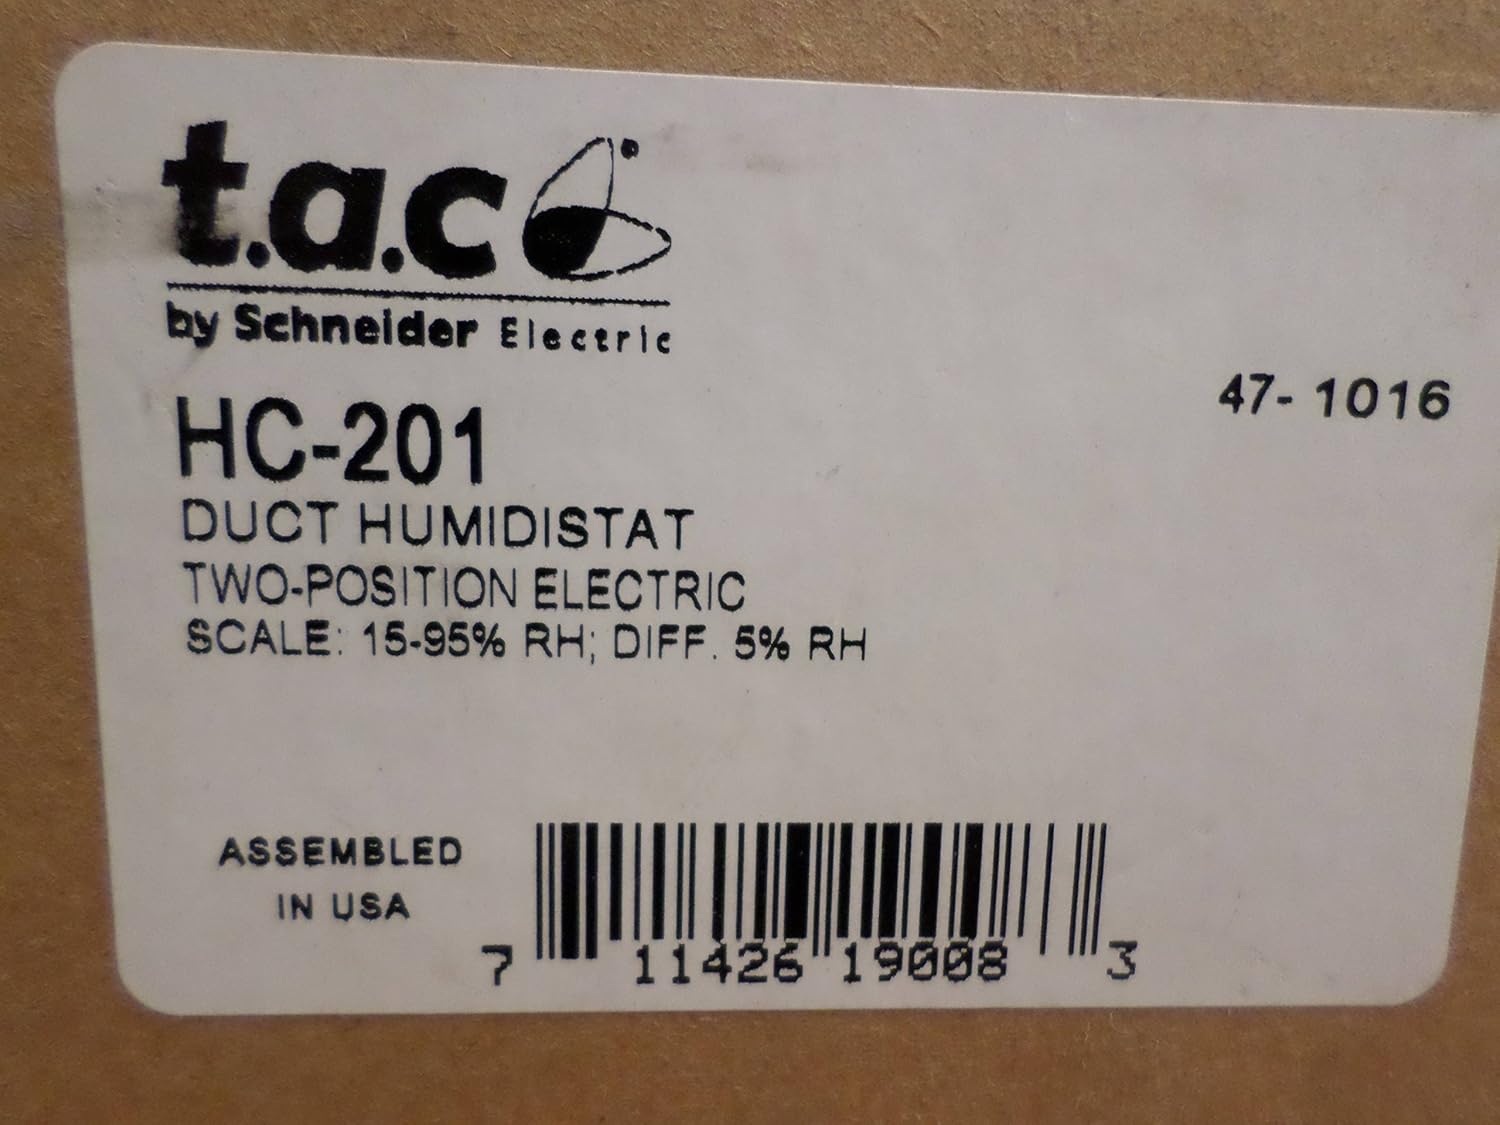 t.a.c
by Schneider Electric
47-1016
HC-201
DUCT HUMIDISTAT
TWO-POSITION ELECTRIC
SCALE: 15-95% RH; DIFF. 5% RH
ASSEMBLED
IN USA
7 11426 19008 3